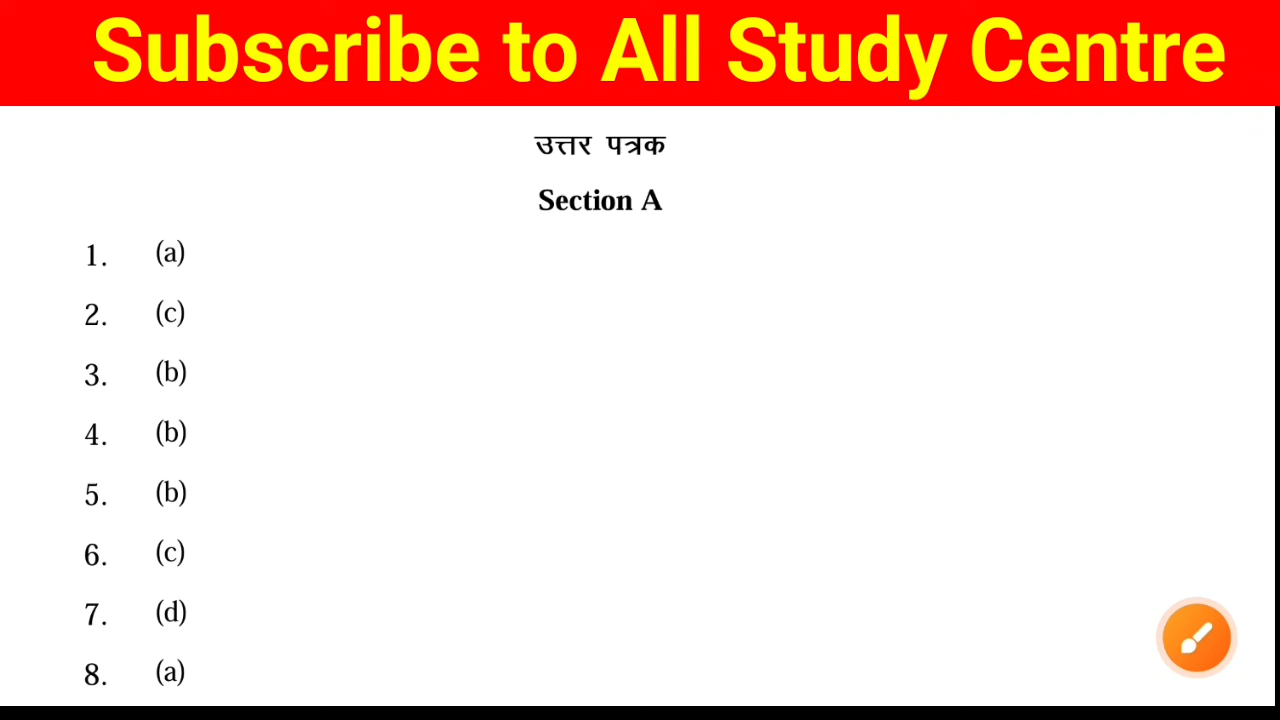 Subscribe to All Study Centre
उत्तर पत्रक
Section A
1. (a)
2. (c)
3. (b)
4. (b)
5. (b)
6. (c)
7. (d)
8. (a)